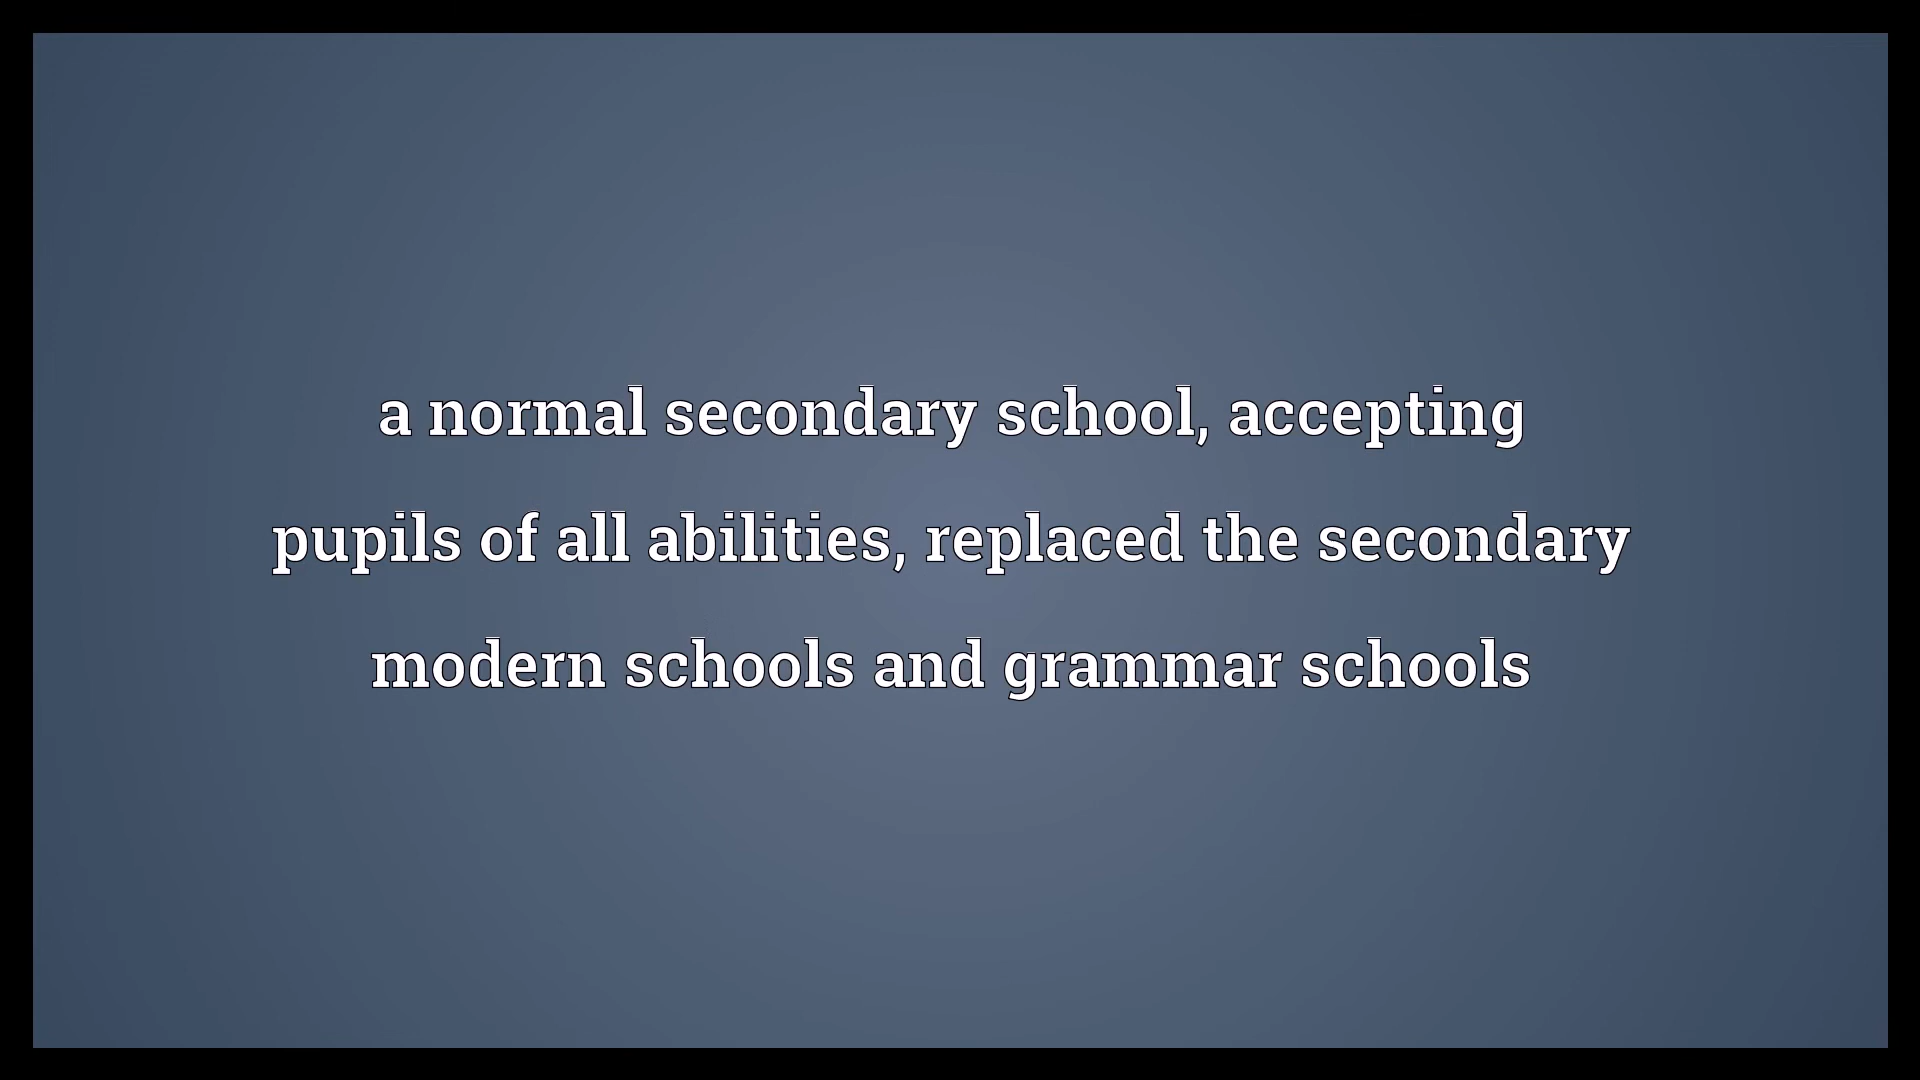 a normal secondary school, accepting
pupils of all abilities, replaced the secondary
modern schools and grammar schools